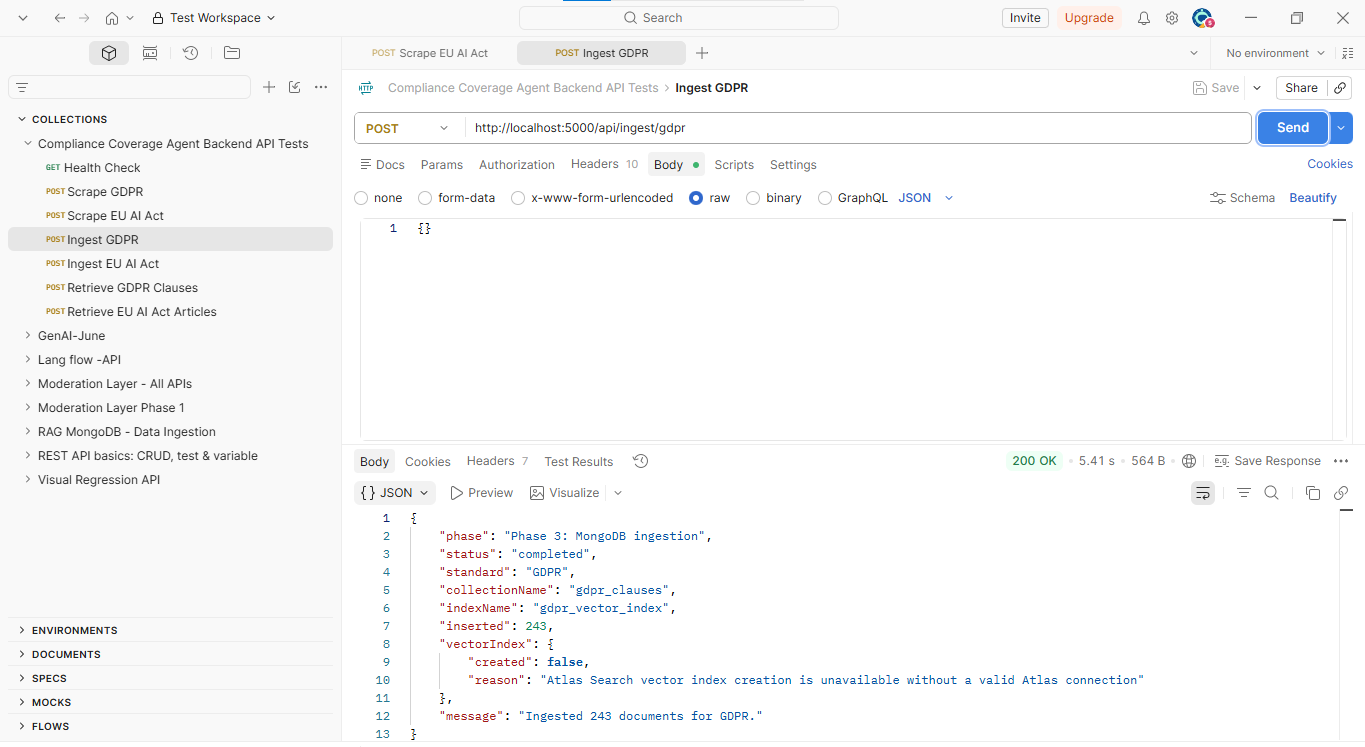 Test Workspace
Search
Invite
Upgrade
POST Scrape EU AI Act
POST Ingest GDPR
No environment
COLLECTIONS
Compliance Coverage Agent Backend API Tests
GET Health Check
POST Scrape GDPR
POST Scrape EU AI Act
POST Ingest GDPR
POST Ingest EU AI Act
POST Retrieve GDPR Clauses
POST Retrieve EU AI Act Articles
GenAI-June
Lang flow -API
Moderation Layer - All APIs
Moderation Layer Phase 1
RAG MongoDB - Data Ingestion
REST API basics: CRUD, test & variable
Visual Regression API
ENVIRONMENTS
DOCUMENTS
SPECS
MOCKS
FLOWS
HTTP Compliance Coverage Agent Backend API Tests > Ingest GDPR
Save
Share
POST http://localhost:5000/api/ingest/gdpr
Send
Docs Params Authorization Headers 10 Body Scripts Settings Cookies
none form-data x-www-form-urlencoded raw binary GraphQL JSON Schema Beautify
1 {}
Body Cookies Headers 7 Test Results 200 OK • 5.41 s • 564 B • e.g. Save Response
{} JSON Preview Visualize
1 {
2 "phase": "Phase 3: MongoDB ingestion",
3 "status": "completed",
4 "standard": "GDPR",
5 "collectionName": "gdpr_clauses",
6 "indexName": "gdpr_vector_index",
7 "inserted": 243,
8 "vectorIndex": {
9 "created": false,
10 "reason": "Atlas Search vector index creation is unavailable without a valid Atlas connection"
11 },
12 "message": "Ingested 243 documents for GDPR."
13 }